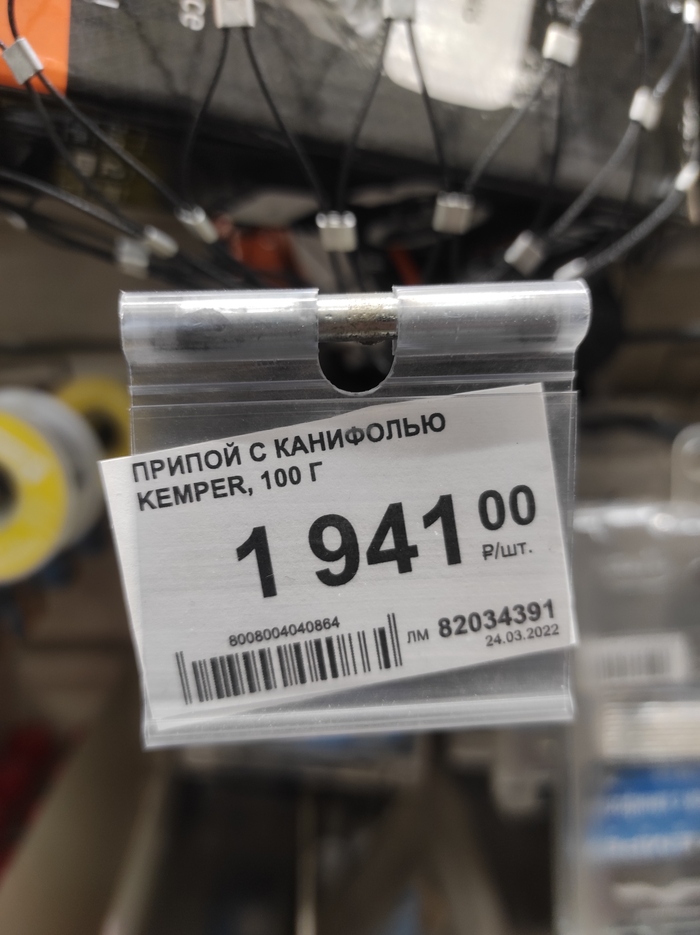 ПРИПОЙ С КАНИФОЛЬЮ
KEMPER, 100 Г
1 941 00
₽/шт.
8008004040864
ЛМ 82034391
24.03.2022